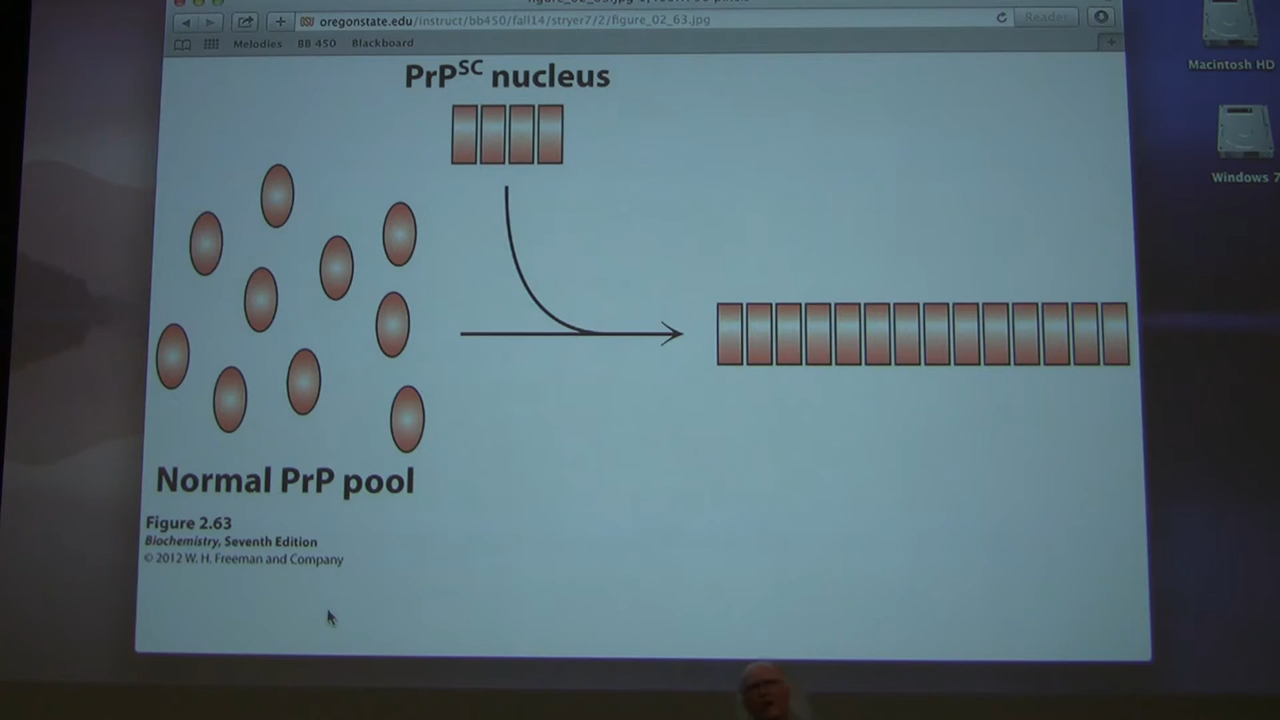 oregonstate.edu/instruct/bb450/fall14/stryer7/2/figure_02_63.jpg
Reader
Melodies BB 450 Blackboard
Macintosh HD
Windows 7
PrPSC nucleus
Normal PrP pool
Figure 2.63
Biochemistry, Seventh Edition
© 2012 W. H. Freeman and Company